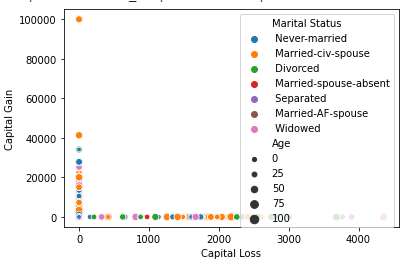 100000
80000
60000
40000
20000
0
Capital Gain
0
1000
2000
3000
4000
Capital Loss
Marital Status
Never-married
Married-civ-spouse
Divorced
Married-spouse-absent
Separated
Married-AF-spouse
Widowed
Age
0
25
50
75
100